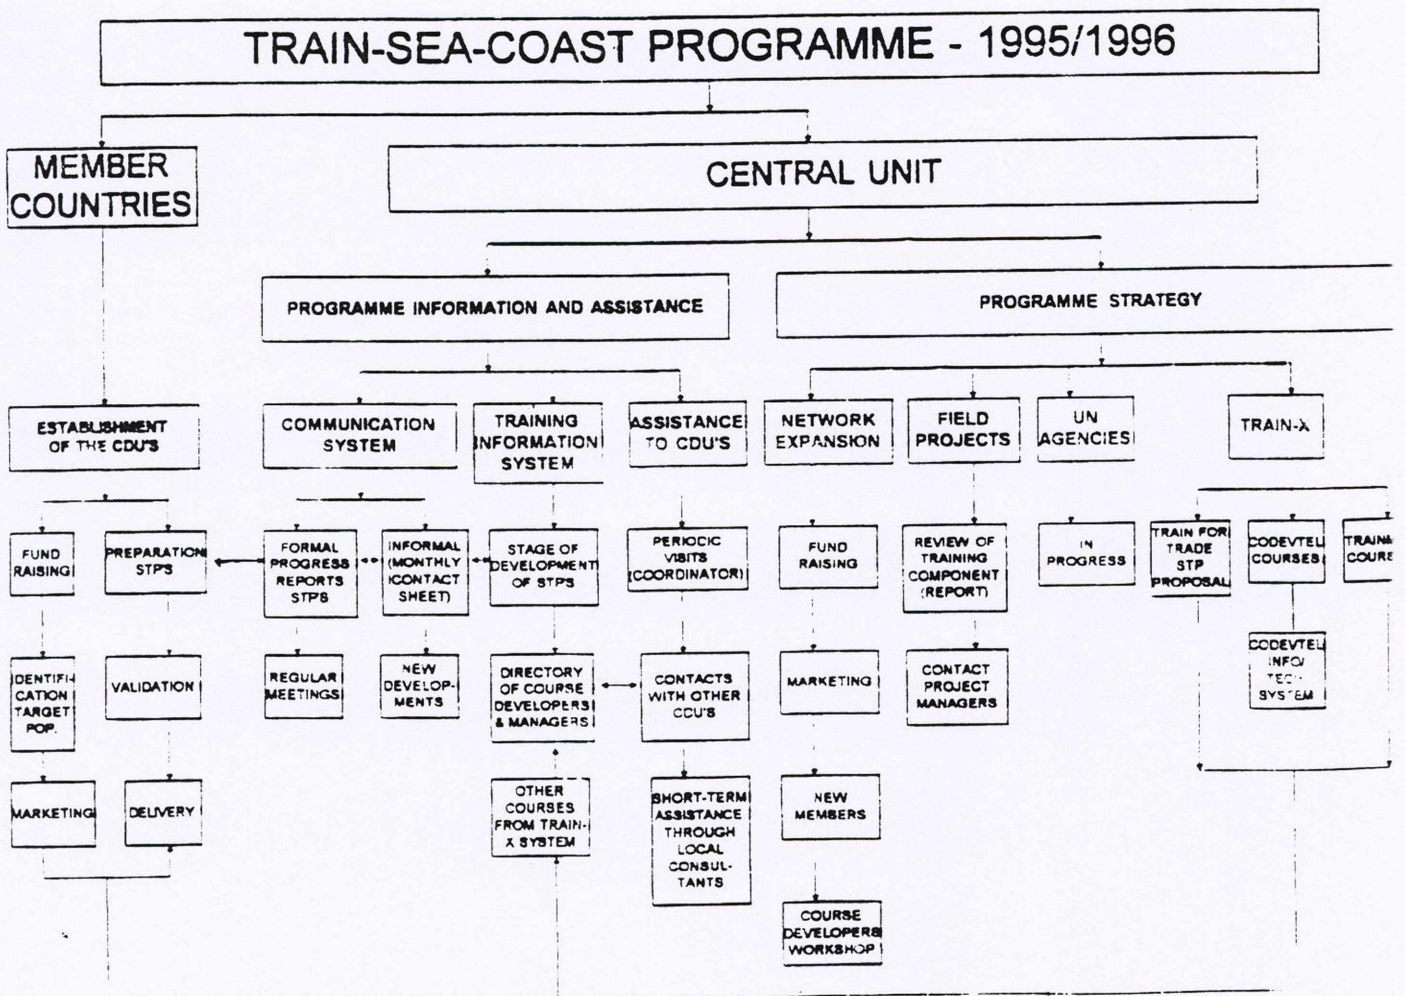 TRAIN-SEA-COAST PROGRAMME - 1995/1996
MEMBER
COUNTRIES
CENTRAL UNIT
PROGRAMME INFORMATION AND ASSISTANCE
PROGRAMME STRATEGY
ESTABLISHMENT
OF THE CDU'S
COMMUNICATION
SYSTEM
TRAINING
INFORMATION
SYSTEM
ASSISTANCE
TO CDU'S
NETWORK
EXPANSION
FIELD
PROJECTS
UN
AGENCIES
TRAIN-X
FUND
RAISING
PREPARATION
STP'S
FORMAL
PROGRESS
REPORTS
STP'S
INFORMAL
(MONTHLY
CONTACT
SHEET)
STAGE OF
DEVELOPMENT
OF STP'S
PERIODIC
VISITS
(COORDINATOR)
FUND
RAISING
REVIEW OF
TRAINING
COMPONENT
(REPORT)
IN
PROGRESS
TRAIN FOR
TRADE
STP
PROPOSAL
CODEVTEL
COURSES
IDENTIFI-
CATION
TARGET
POP.
VALIDATION
REGULAR
MEETINGS
NEW
DEVELOP-
MENTS
DIRECTORY
OF COURSE
DEVELOPERS
& MANAGERS
CONTACTS
WITH OTHER
CDU'S
MARKETING
CONTACT
PROJECT
MANAGERS
CODEVTEL
INFO/
SYSTEM
MARKETING
DELIVERY
OTHER
COURSES
FROM TRAIN-
X SYSTEM
SHORT-TERM
ASSISTANCE
THROUGH
LOCAL
CONSUL-
TANTS
NEW
MEMBERS
COURSE
DEVELOPERS
WORKSHOP